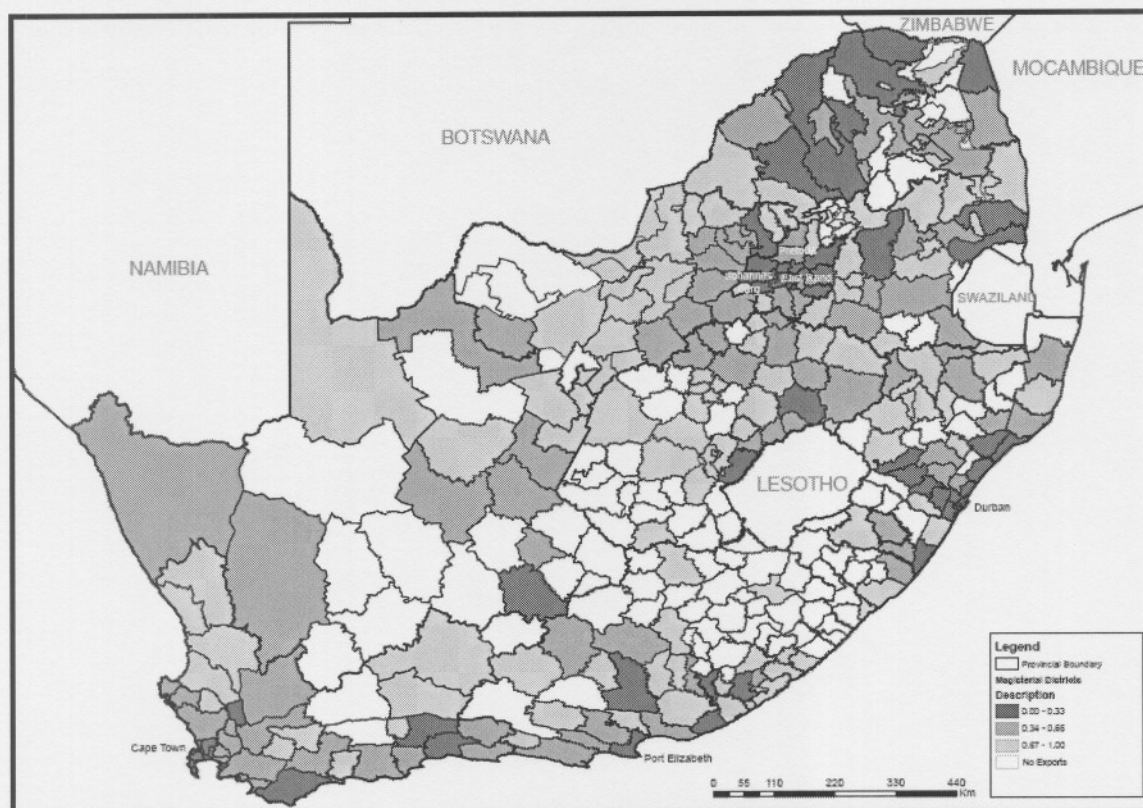 ZIMBABWE
MOCAMBIQUE
BOTSWANA
NAMIBIA
Johannes
burg
East Rand
SWAZILAND
LESOTHO
Durban
Cape Town
Port Elizabeth
Legend
Provincial Boundary
Magisterial Districts
Description
0.00 - 0.33
0.34 - 0.66
0.67 - 1.00
No Exports
0 55 110 220 330 440
Km